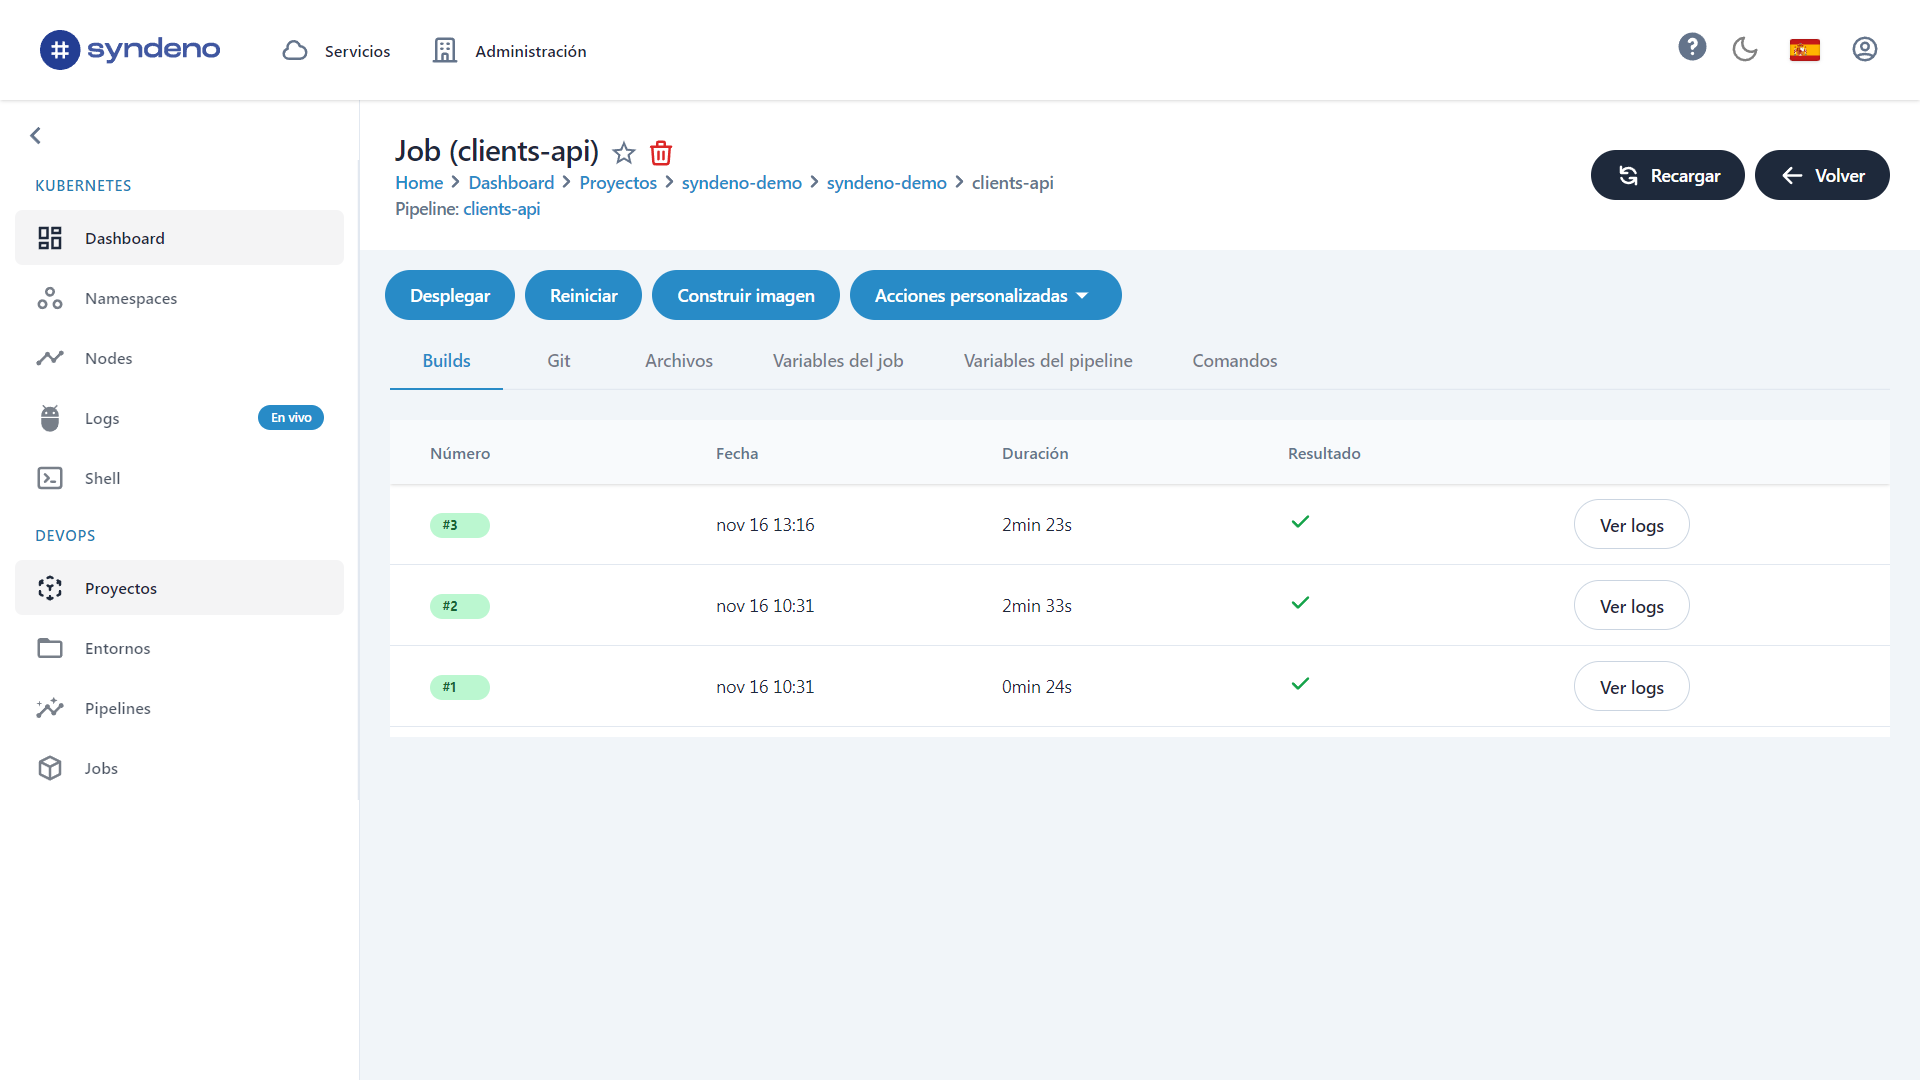 syndeno
Servicios
Administración
KUBERNETES
Dashboard
Namespaces
Nodes
Logs
En vivo
Shell
DEVOPS
Proyectos
Entornos
Pipelines
Jobs
Job (clients-api)
Home > Dashboard > Proyectos > syndeno-demo > syndeno-demo > clients-api
Pipeline: clients-api
Recargar
Volver
Desplegar
Reiniciar
Construir imagen
Acciones personalizadas
Builds
Git
Archivos
Variables del job
Variables del pipeline
Comandos
Número Fecha Duración Resultado
#3 nov 16 13:16 2min 23s Ver logs
#2 nov 16 10:31 2min 33s Ver logs
#1 nov 16 10:31 0min 24s Ver logs